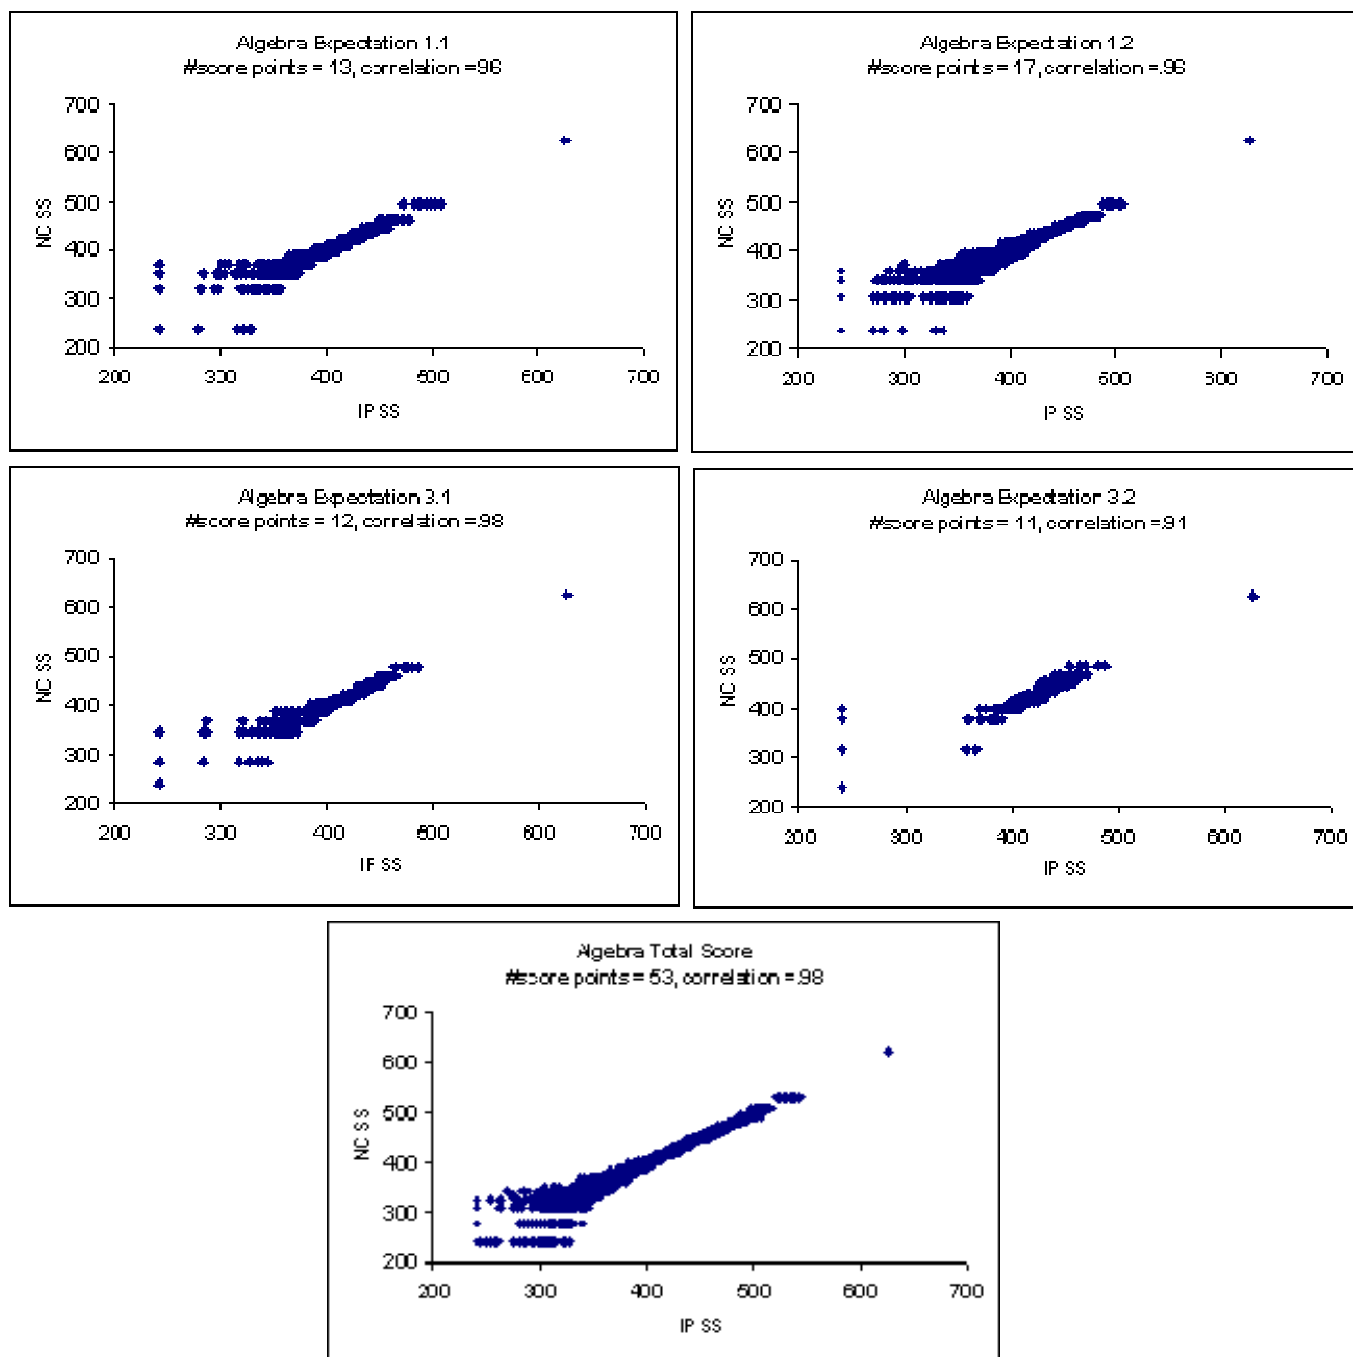 Algebra Expectation 1.1
#score points = 13, correlation =.96
700
600
500
400
300
200
NC SS
200 300 400 500 600 700
IP SS
Algebra Expectation 1.2
#score points = 17, correlation =.96
700
600
500
400
300
200
NC SS
200 300 400 500 600 700
IP SS
Algebra Expectation 3.1
#score points = 12, correlation =.98
700
600
500
400
300
200
NC SS
200 300 400 500 600 700
IP SS
Algebra Expectation 3.2
#score points = 11, correlation =.91
700
600
500
400
300
200
NC SS
200 300 400 500 600 700
IP SS
Algebra Total Score
#score points = 53, correlation =.98
700
600
500
400
300
200
NC SS
200 300 400 500 600 700
IP SS